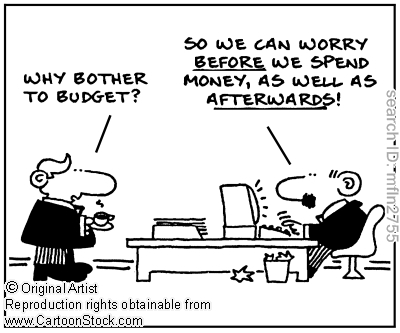 WHY BOTHER
TO BUDGET?
SO WE CAN WORRY
BEFORE WE SPEND
MONEY, AS WELL AS
AFTERWARDS!
search ID: mfln2755
© Original Artist
Reproduction rights obtainable from
www.CartoonStock.com